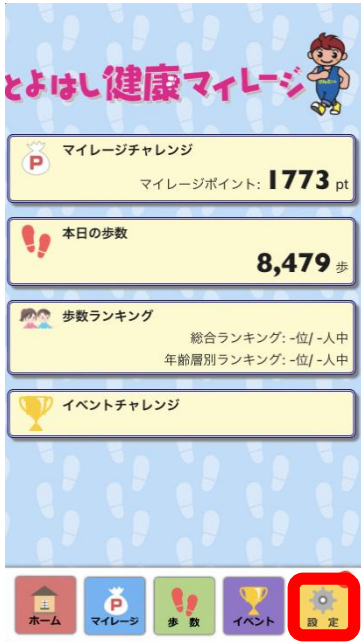 とよはし健康マイレージ
マイレージチャレンジ
P
マイレージポイント: 1773 pt
本日の歩数
8,479 歩
歩数ランキング
総合ランキング: -位/ -人中
年齢層別ランキング: -位/ -人中
イベントチャレンジ
P
ホーム マイレージ 歩 数 イベント 設 定